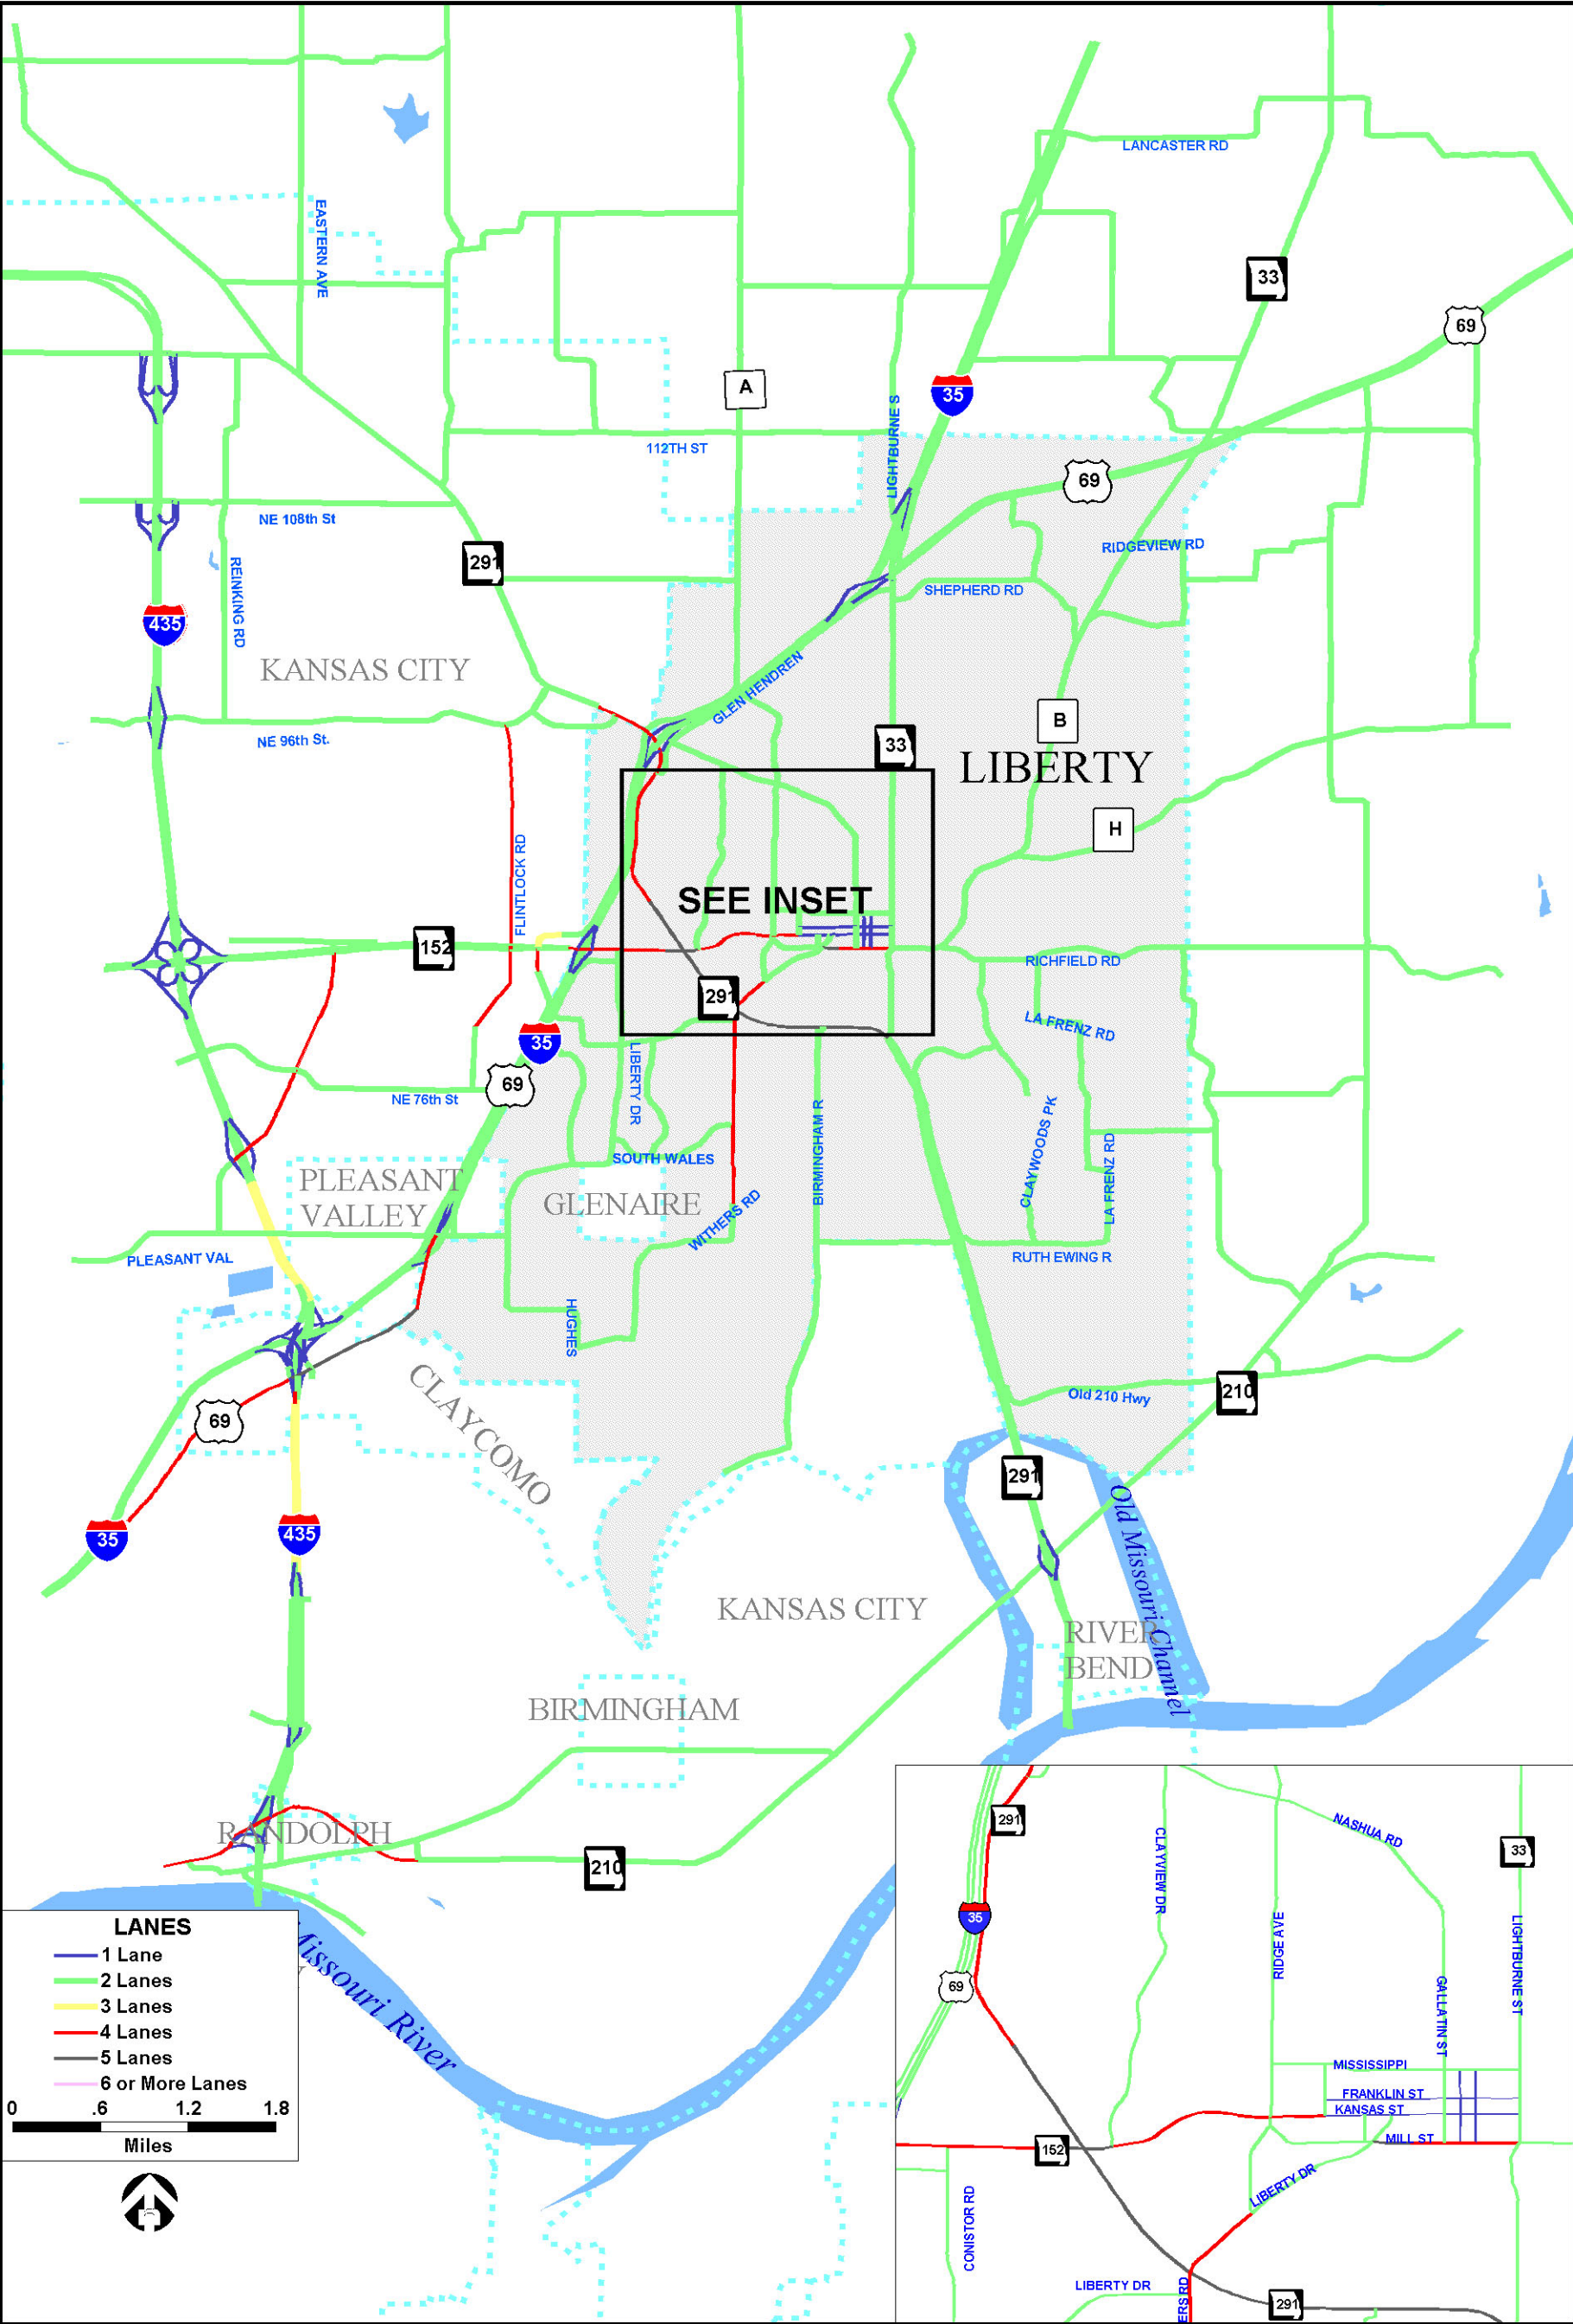 LANCASTER RD
EASTERN AVE
33
69
A
35
LIGHTBURNE S
112TH ST
69
NE 108th St
RIDGEVIEW RD
291
REINKING RD
SHEPHERD RD
435
KANSAS CITY
GLEN HENDREN
B
NE 96th St.
33
LIBERTY
H
FLINTLOCK RD
SEE INSET
152
RICHFIELD RD
291
LA FRENZ RD
35
LIBERTY DR
69
NE 76th St
CLAYWOODS PK
BIRMINGHAM R
LA FRENZ RD
SOUTH WALES
PLEASANT
VALLEY
GLENAIRE
WITHERS RD
PLEASANT VAL
RUTH EWING R
HUGHES
CLAYCOMO
Old 210 Hwy
210
69
291
Old Missouri Channel
35
435
KANSAS CITY
RIVER
BEND
BIRMINGHAM
RANDOLPH
210
Missouri River
LANES
1 Lane
2 Lanes
3 Lanes
4 Lanes
5 Lanes
6 or More Lanes
0 .6 1.2 1.8
Miles
291
NASHUA RD
CLAYVIEW DR
33
35
RIDGE AVE
LIGHTBURNE ST
69
GALLATIN ST
MISSISSIPPI
FRANKLIN ST
KANSAS ST
MILL ST
152
LIBERTY DR
CONISTOR RD
LIBERTY DR
ERS RD
291